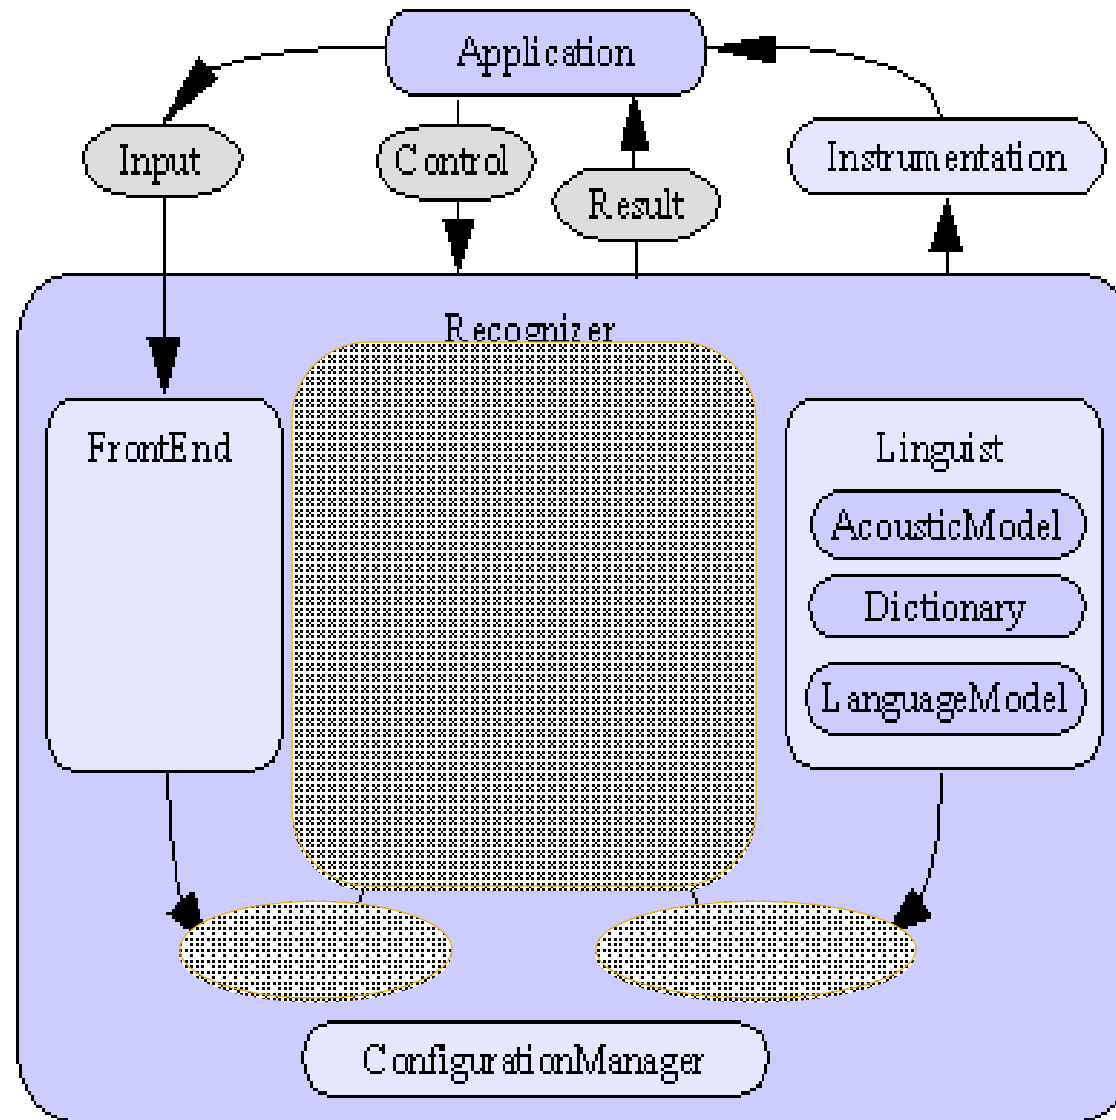 Application
Input
Control
Result
Instrumentation
Recognizer
FrontEnd
Linguist
AcousticModel
Dictionary
LanguageModel
ConfigurationManager